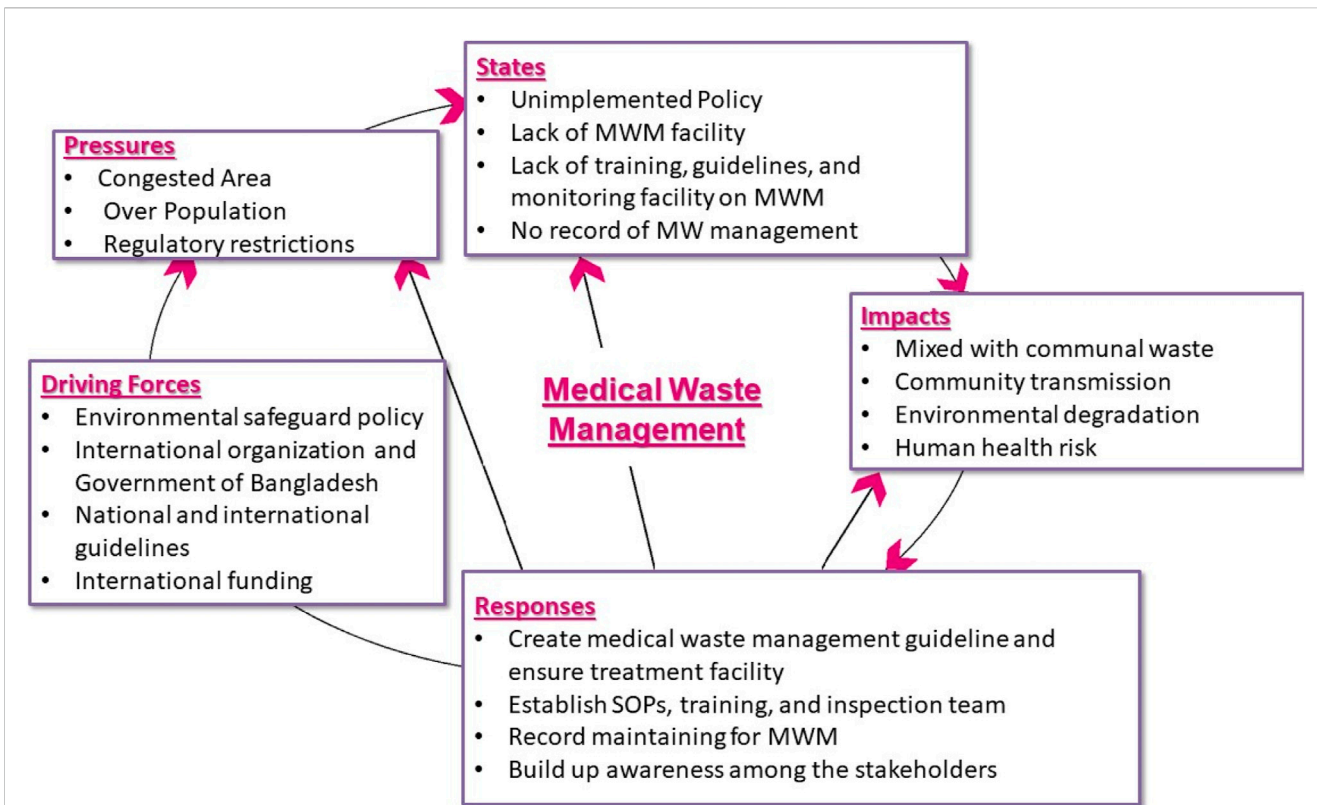 States
• Unimplemented Policy
• Lack of MWM facility
• Lack of training, guidelines, and
monitoring facility on MWM
• No record of MW management
Pressures
• Congested Area
• Over Population
• Regulatory restrictions
Impacts
• Mixed with communal waste
• Community transmission
• Environmental degradation
• Human health risk
Driving Forces
• Environmental safeguard policy
• International organization and
Government of Bangladesh
• National and international
guidelines
• International funding
Medical Waste
Management
Responses
• Create medical waste management guideline and
ensure treatment facility
• Establish SOPs, training, and inspection team
• Record maintaining for MWM
• Build up awareness among the stakeholders